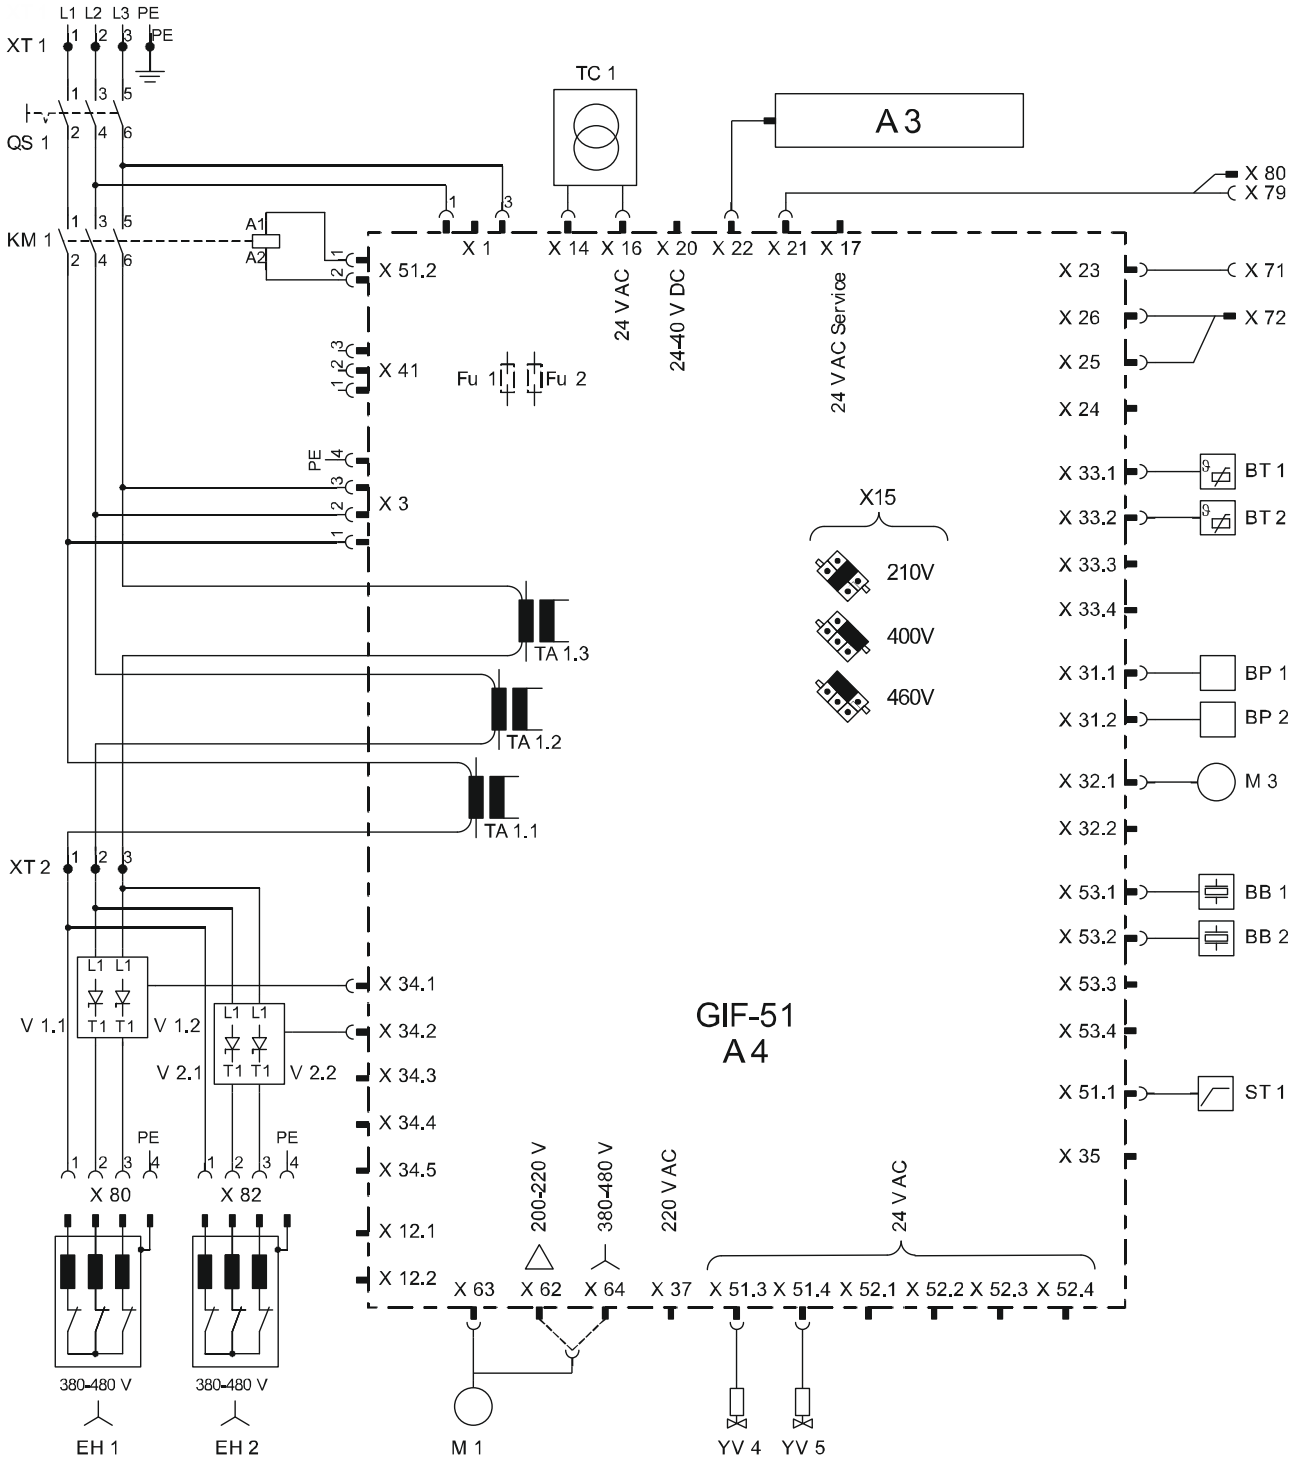 L1 L2 L3 PE
XT 1 1 2 3 PE
1 3 5
QS 1 2 4 6
TC 1
A 3
X 80
X 79
1 3
KM 1 1 3 5 A1
2 4 6 A2
1
2 X 51.2
X 1 X 14 X 16 X 20 X 22 X 21 X 17
24 V AC
24-40 V DC
24 V AC Service
X 23 X 71
X 26 X 72
X 25
X 24
3
2 X 41
1
Fu 1 Fu 2
PE 4
3
2 X 3
1
X 33.1 BT 1
X 33.2 BT 2
X 33.3
X 33.4
X15
210V
400V
460V
TA 1.3
TA 1.2
TA 1.1
X 31.1 BP 1
X 31.2 BP 2
X 32.1 M 3
X 32.2
XT 2 1 2 3
X 53.1 BB 1
X 53.2 BB 2
X 53.3
X 53.4
X 51.1 ST 1
X 35
L1 L1
V 1.1 T1 T1 V 1.2
L1 L1
V 2.1 T1 T1 V 2.2
X 34.1
X 34.2
X 34.3
X 34.4
X 34.5
X 12.1
X 12.2
GIF-51
A 4
PE PE
1 2 3 4 1 2 3 4
X 80 X 82
200-220 V
380-480 V
220 V AC
24 V AC
X 63 X 62 X 64 X 37 X 51.3 X 51.4 X 52.1 X 52.2 X 52.3 X 52.4
380-480 V 380-480 V
EH 1 EH 2 M 1 YV 4 YV 5